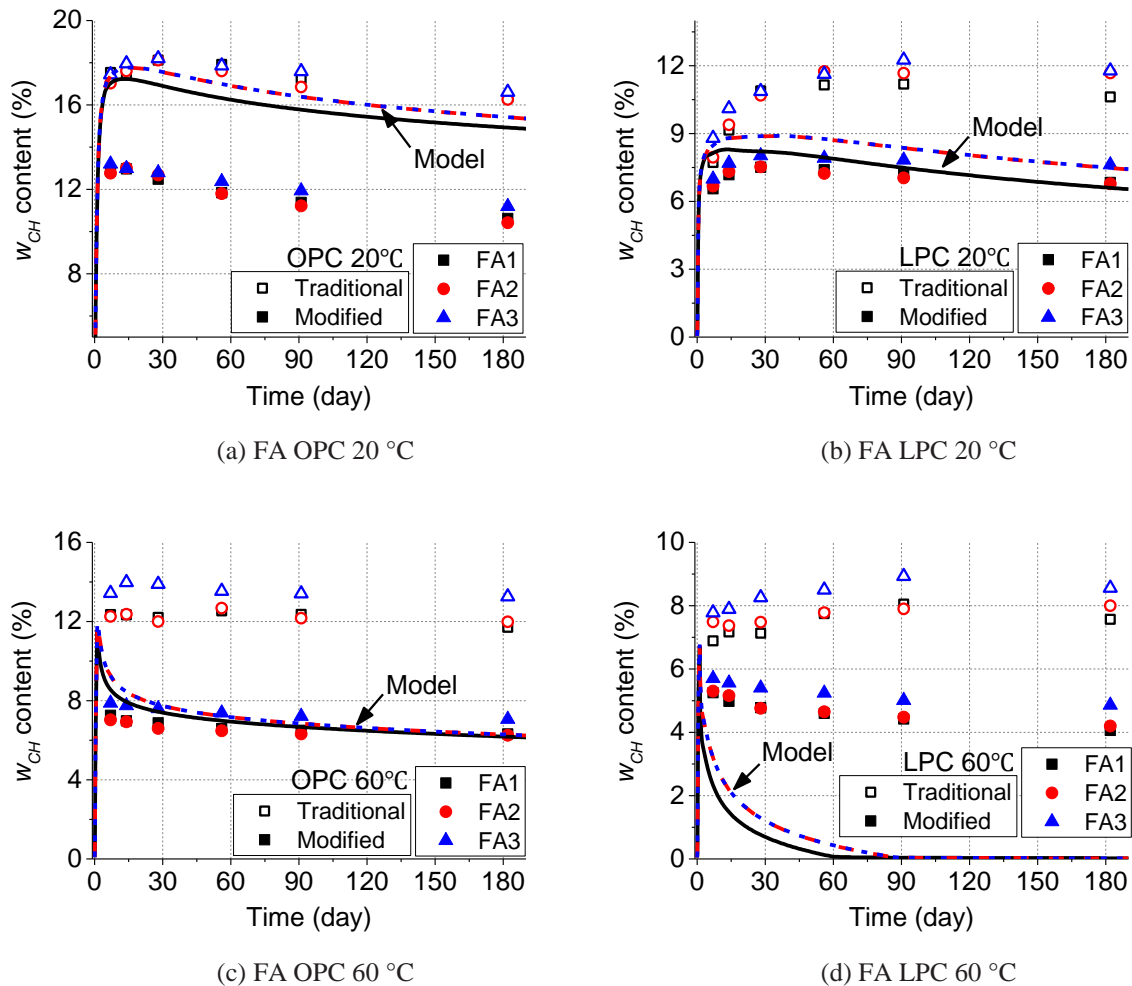 20
16
12
8
w_CH content (%)
Model
OPC 20℃
Traditional
Modified
FA1
FA2
FA3
0 30 60 90 120 150 180
Time (day)
(a) FA OPC 20 °C
12
9
6
3
0
w_CH content (%)
Model
LPC 20℃
Traditional
Modified
FA1
FA2
FA3
0 30 60 90 120 150 180
Time (day)
(b) FA LPC 20 °C
16
12
8
4
0
w_CH content (%)
Model
OPC 60℃
Traditional
Modified
FA1
FA2
FA3
0 30 60 90 120 150 180
Time (day)
(c) FA OPC 60 °C
10
8
6
4
2
0
w_CH content (%)
Model
LPC 60℃
Traditional
Modified
FA1
FA2
FA3
0 30 60 90 120 150 180
Time (day)
(d) FA LPC 60 °C